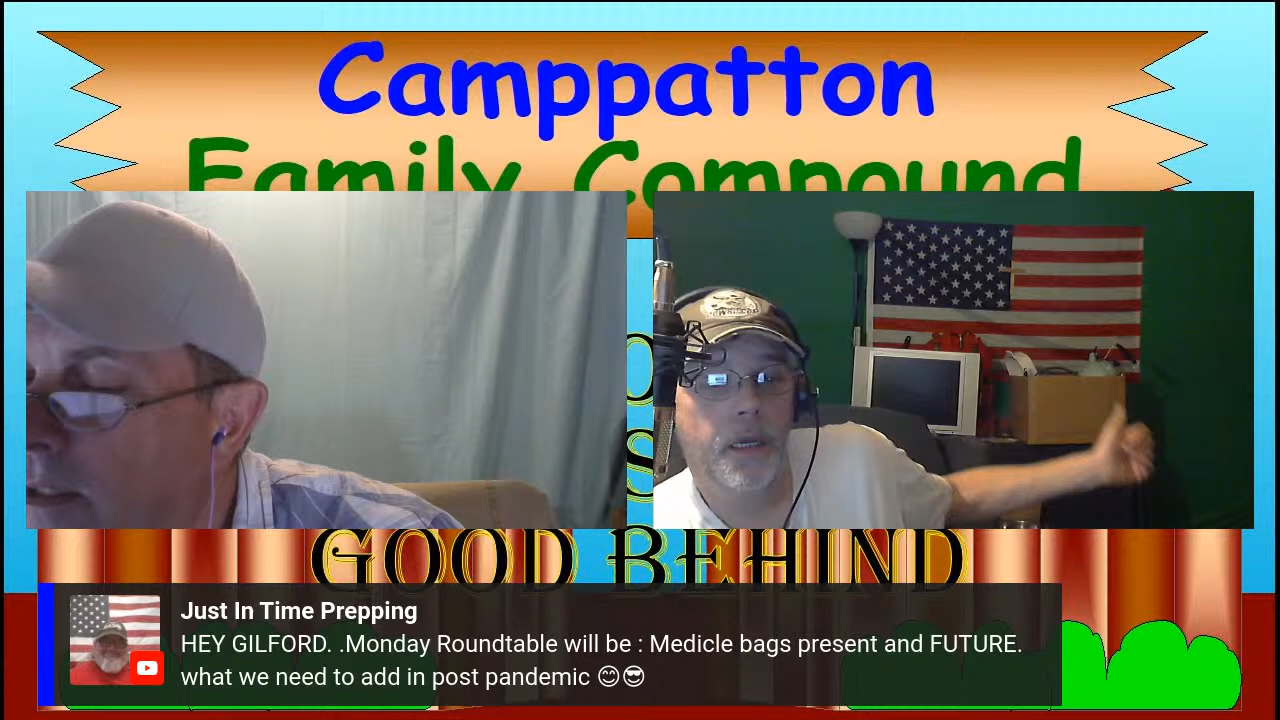 Camppatton
Family Compound
GOOD BEHIND
Just In Time Prepping
HEY GILFORD. .Monday Roundtable will be : Medicle bags present and FUTURE.
what we need to add in post pandemic 😊😎